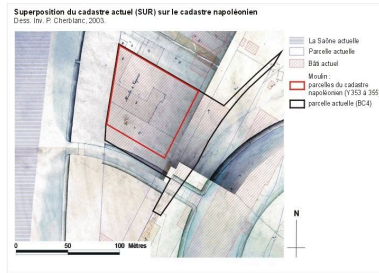 Superposition du cadastre actuel (SUR) sur le cadastre napoléonien
Dess. Inv. P. Cherblanc, 2003.
La Saône actuelle
Parcelle actuelle
Bâti actuel
Moulin :
parcelles du cadastre
napoléonien (Y353 à 355)
parcelle actuelle (BC4)
N
0 50 100 Mètres